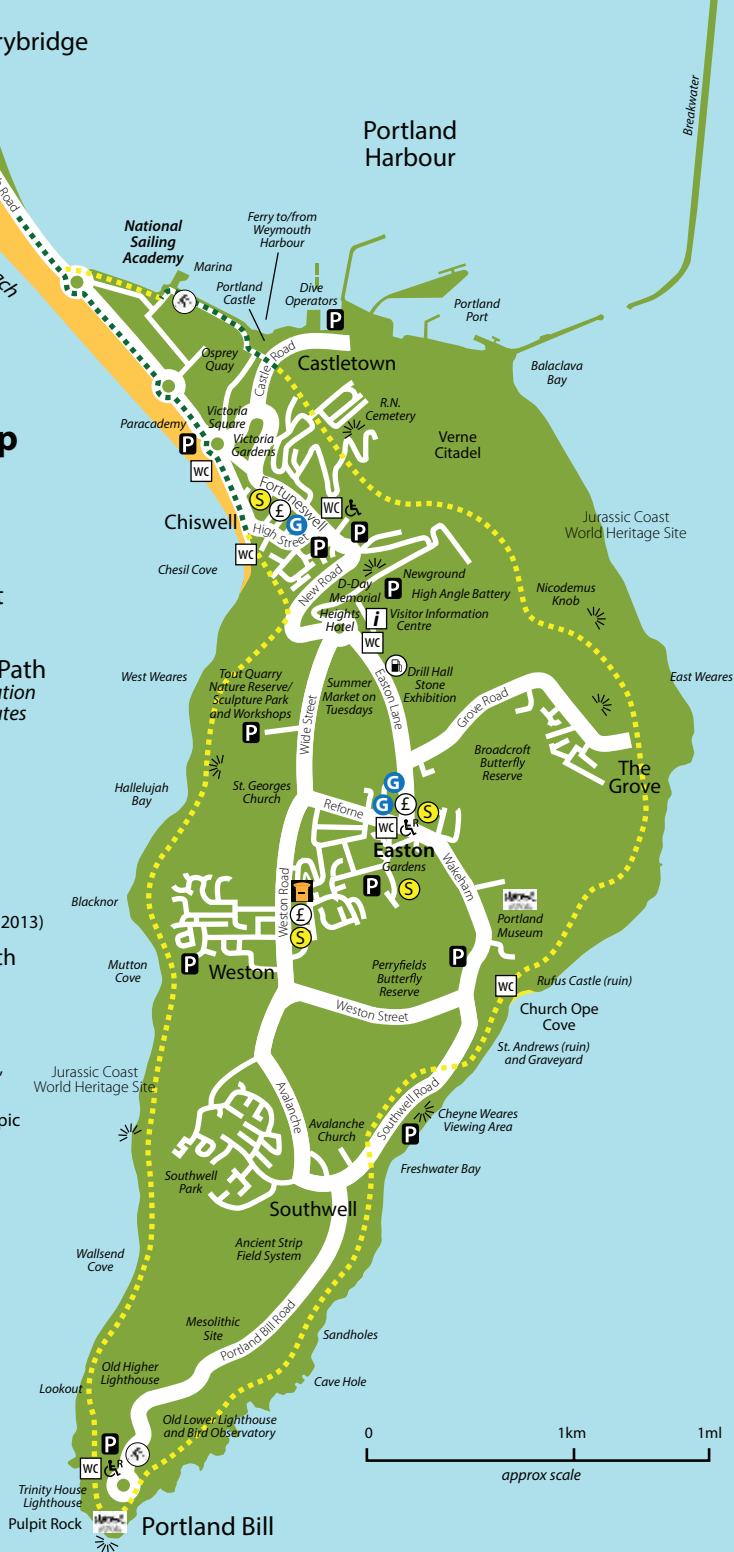 rybridge
Portland
Harbour
Breakwater
Road
ach
National
Sailing
Academy
Ferry to/from
Weymouth
Harbour
Marina
Portland
Castle
Dive
Operators
P
Portland
Port
Castle Road
Castletown
Osprey
Quay
Balaclava
Bay
R.N.
Cemetery
Victoria
Square
Paracademy
P
Victoria
Gardens
Verne
Citadel
p
WC
Fortuneswell
S
£
G
WC
Chiswell
High Street
P
P
Jurassic Coast
World Heritage Site
WC
Chesil Cove
New Road
D-Day
Memorial
P
Newground
High Angle Battery
Nicodemus
Knob
t
Heights
Hotel
i
Visitor Information
Centre
WC
Path
ation
ates
West Weares
Tout Quarry
Nature Reserve/
Sculpture Park
and Workshops
P
Summer
Market on
Tuesdays
Drill Hall
Stone
Exhibition
East Weares
Wide Street
Easton Lane
Grove Road
Broadcroft
Butterfly
Reserve
The
Grove
Hallelujah
Bay
St. Georges
Church
G
G
£
S
Reforne
WC
R
Easton
Gardens
P
S
Wakeham
Weston Road
£
S
Blacknor
2013)
Portland
Museum
th
Mutton
Cove
P
Weston
Perryfields
Butterfly
Reserve
P
WC
Rufus Castle (ruin)
Church Ope
Cove
Weston Street
St. Andrews (ruin)
and Graveyard
Jurassic Coast
World Heritage Site
,
pic
Avalanche
Southwell Road
Avalanche
Church
Cheyne Weares
Viewing Area
P
Freshwater Bay
Southwell
Park
Southwell
Ancient Strip
Field System
Wallsend
Cove
Mesolithic
Site
Portland Bill Road
Sandholes
Old Higher
Lighthouse
Lookout
Cave Hole
Old Lower Lighthouse
and Bird Observatory
P
WC
R
Trinity House
Lighthouse
Pulpit Rock
Portland Bill
0
1km
1ml
approx scale